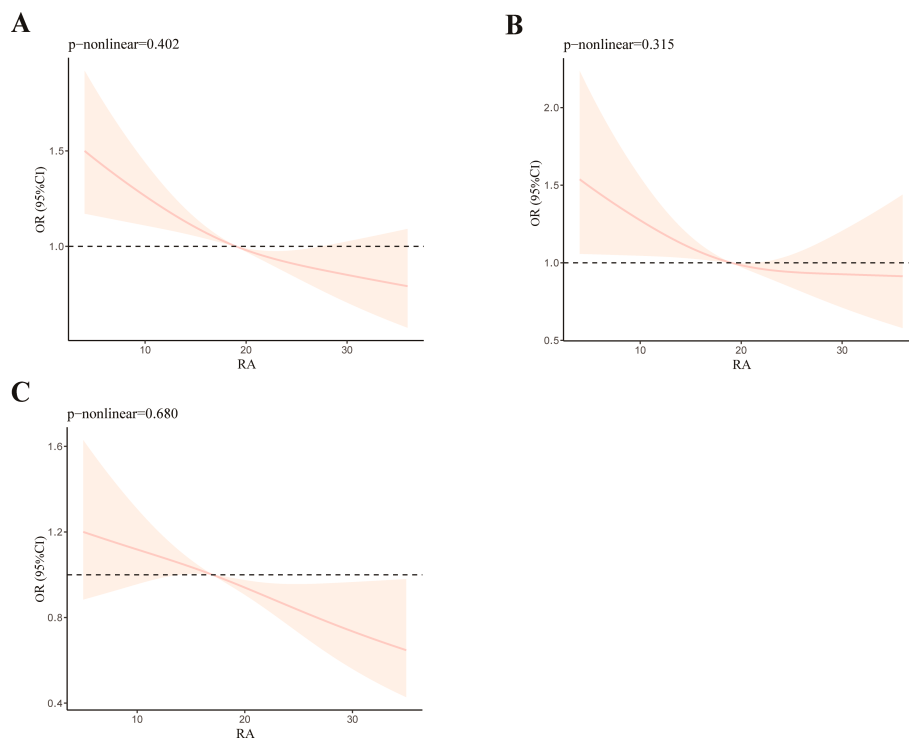 A
p−nonlinear=0.402
OR (95%CI)
1.5
1.0
10
20
30
RA
B
p−nonlinear=0.315
OR (95%CI)
2.0
1.5
1.0
0.5
10
20
30
RA
C
p−nonlinear=0.680
OR (95%CI)
1.6
1.2
0.8
0.4
10
20
30
RA